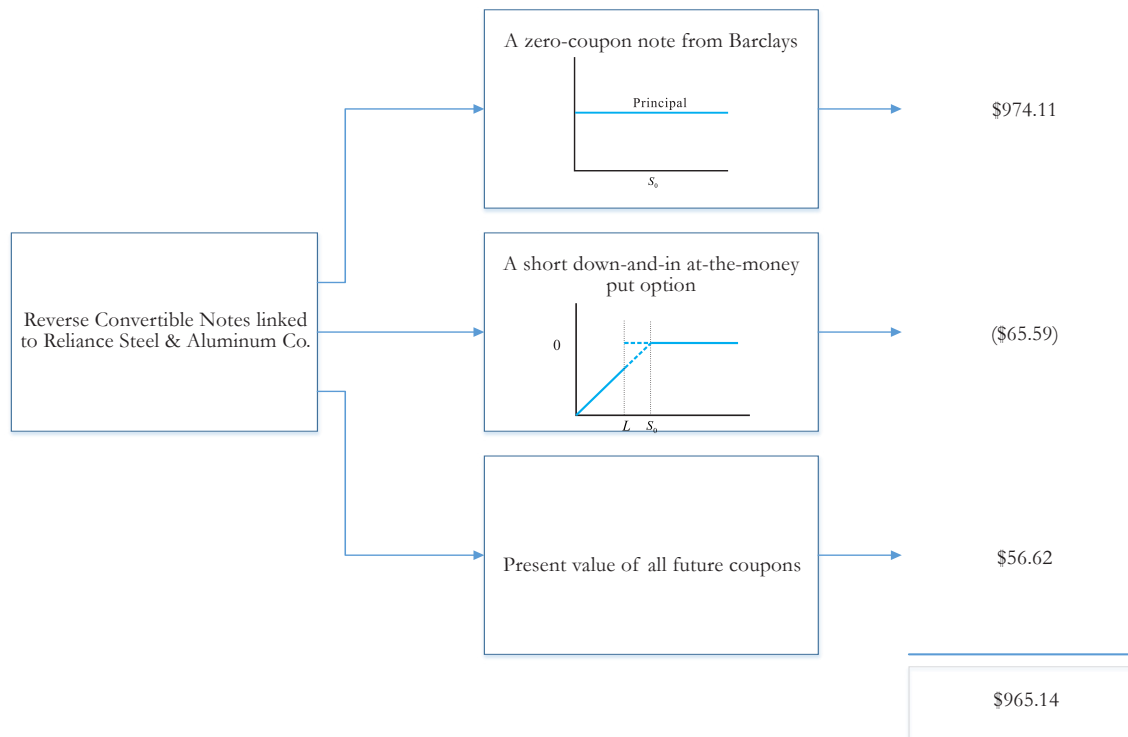 A zero-coupon note from Barclays
Principal
S₀
$974.11
Reverse Convertible Notes linked
to Reliance Steel & Aluminum Co.
A short down-and-in at-the-money
put option
0
L S₀
($65.59)
Present value of all future coupons
$56.62
$965.14